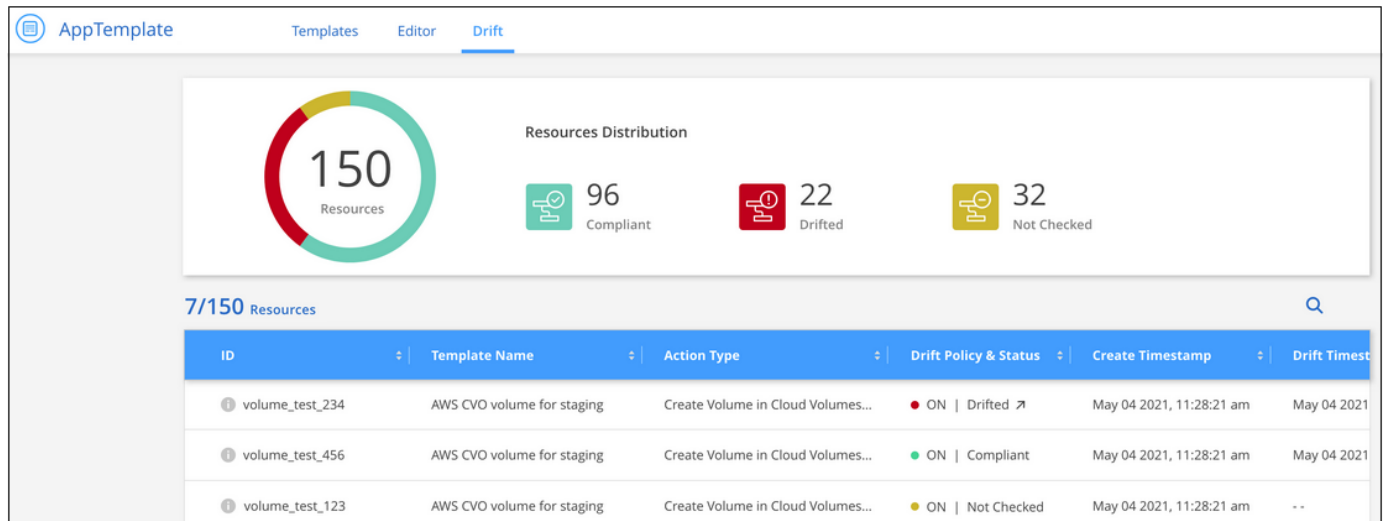 AppTemplate Templates Editor Drift
150
Resources
Resources Distribution
96
Compliant
22
Drifted
32
Not Checked
7/150 Resources
ID Template Name Action Type Drift Policy & Status Create Timestamp Drift Timest
volume_test_234 AWS CVO volume for staging Create Volume in Cloud Volumes... ON | Drifted May 04 2021, 11:28:21 am May 04 2021
volume_test_456 AWS CVO volume for staging Create Volume in Cloud Volumes... ON | Compliant May 04 2021, 11:28:21 am May 04 2021
volume_test_123 AWS CVO volume for staging Create Volume in Cloud Volumes... ON | Not Checked May 04 2021, 11:28:21 am --